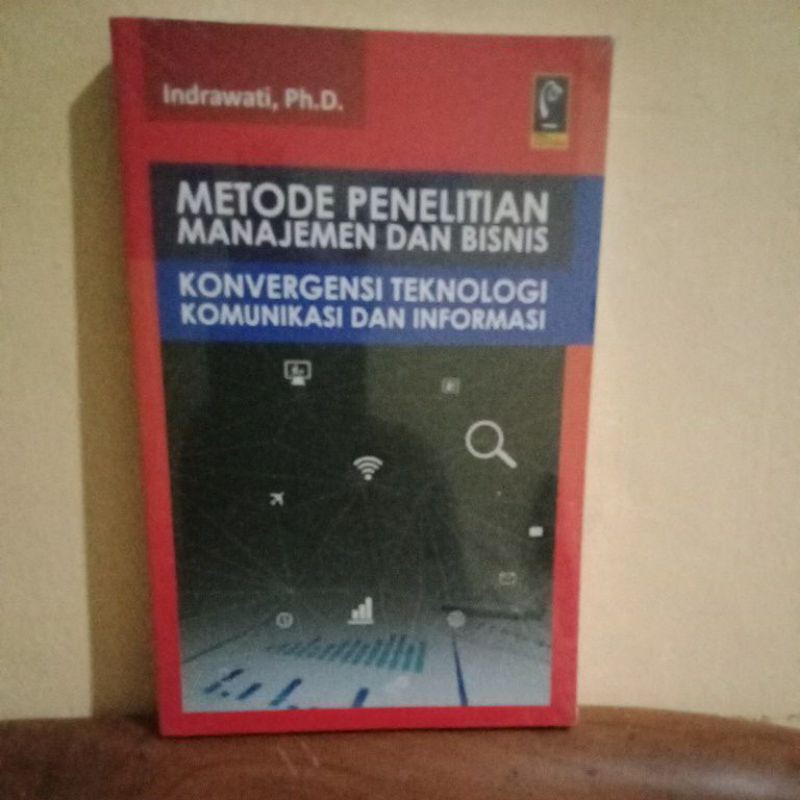 Indrawati, Ph.D.
METODE PENELITIAN
MANAJEMEN DAN BISNIS
KONVERGENSI TEKNOLOGI
KOMUNIKASI DAN INFORMASI